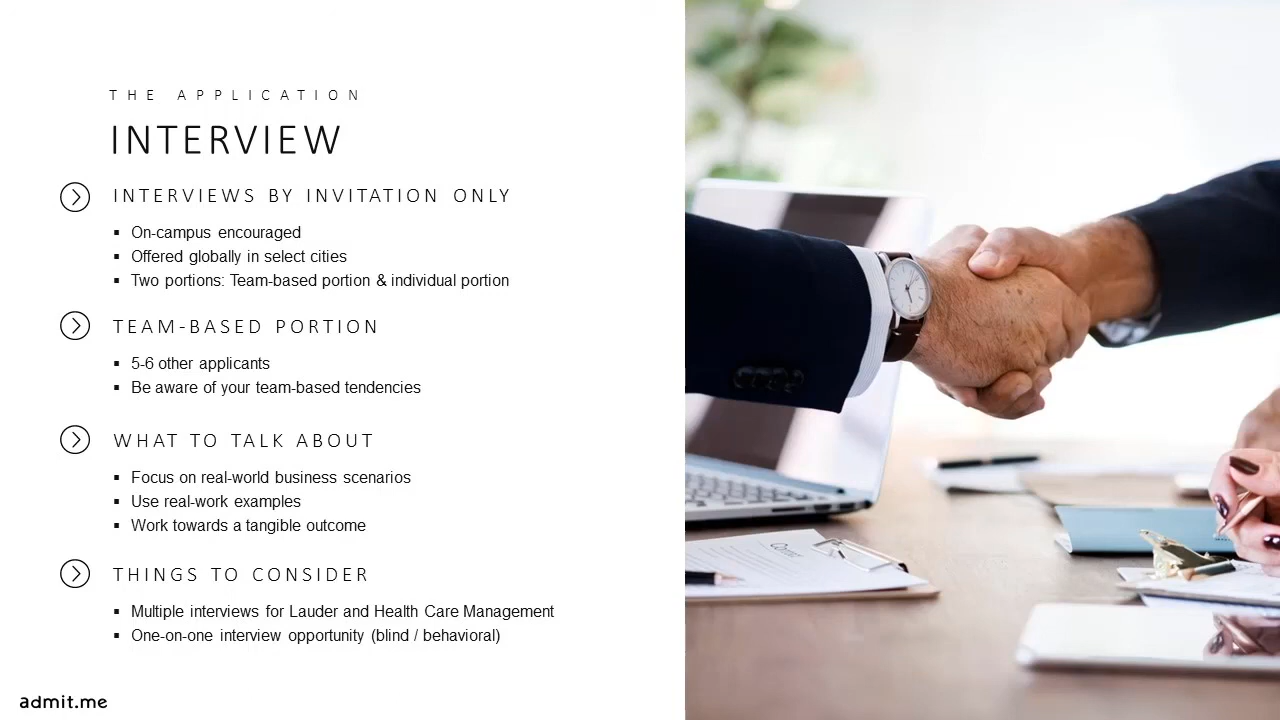 THE APPLICATION
INTERVIEW
INTERVIEWS BY INVITATION ONLY
▪ On-campus encouraged
▪ Offered globally in select cities
▪ Two portions: Team-based portion & individual portion
TEAM-BASED PORTION
▪ 5-6 other applicants
▪ Be aware of your team-based tendencies
WHAT TO TALK ABOUT
▪ Focus on real-world business scenarios
▪ Use real-work examples
▪ Work towards a tangible outcome
THINGS TO CONSIDER
▪ Multiple interviews for Lauder and Health Care Management
▪ One-on-one interview opportunity (blind / behavioral)
admit.me